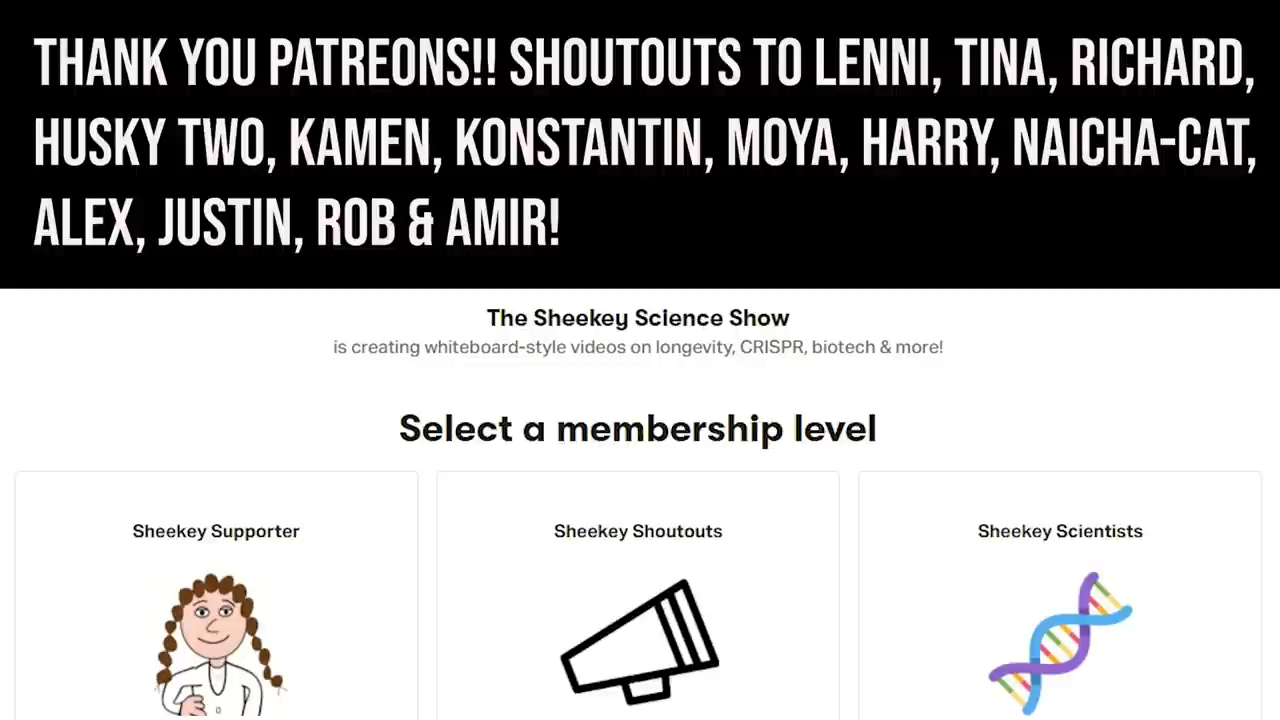 THANK YOU PATREONS!! SHOUTOUTS TO LENNI, TINA, RICHARD,
HUSKY TWO, KAMEN, KONSTANTIN, MOYA, HARRY, NAICHA-CAT,
ALEX, JUSTIN, ROB & AMIR!
The Sheekey Science Show
is creating whiteboard-style videos on longevity, CRISPR, biotech & more!
Select a membership level
Sheekey Supporter
Sheekey Shoutouts
Sheekey Scientists